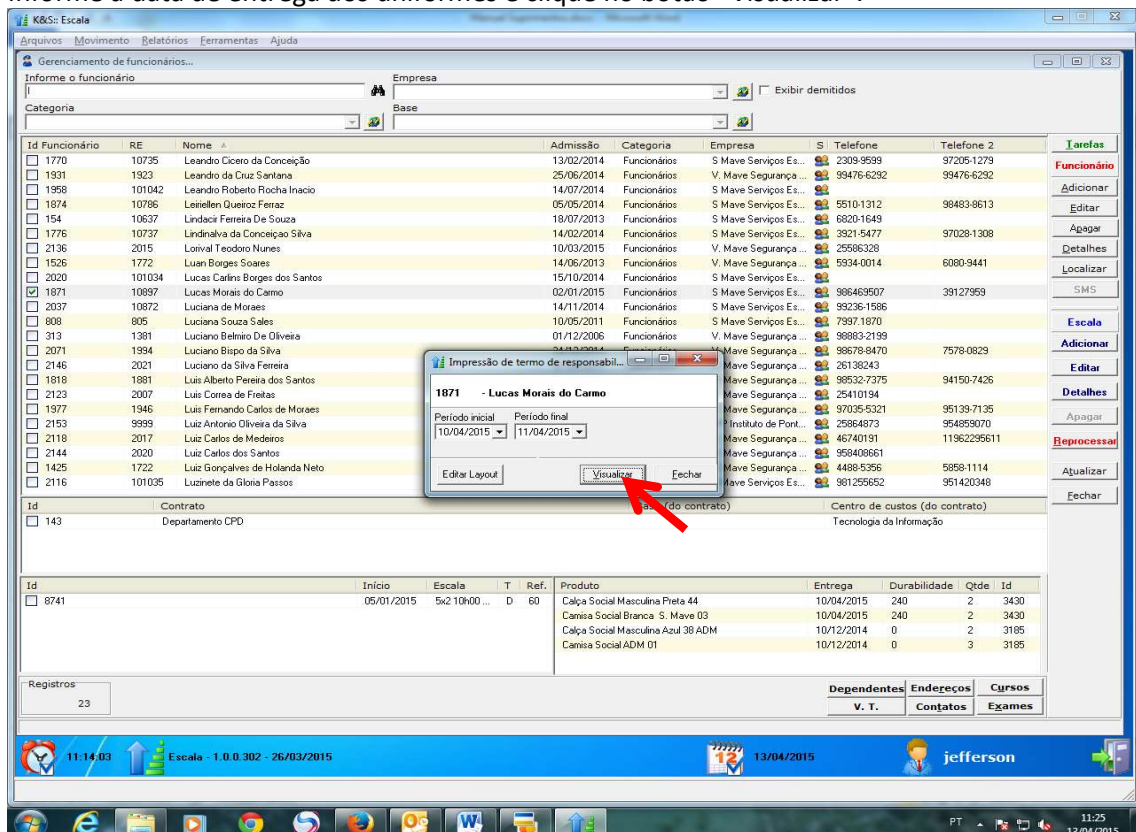 Informe a data de entrega dos uniformes e clique no botão "Visualizar".
K&S:: Escala
Arquivos Movimento Relatórios Ferramentas Ajuda
Gerenciamento de funcionários...
Informe o funcionário Empresa
Exibir demitidos
Categoria Base
Id Funcionário RE Nome Admissão Categoria Empresa S Telefone Telefone 2
1770 10735 Leandro Cicero da Conceição 13/02/2014 Funcionários S Mave Serviços Es... 2309-9599 97205-1279
1931 1923 Leandro da Cruz Santana 25/06/2014 Funcionários V. Mave Segurança ... 99476-6292 99476-6292
1958 101042 Leandro Roberto Rocha Inacio 14/07/2014 Funcionários S Mave Serviços Es...
1874 10786 Leiriellen Queiroz Ferraz 05/05/2014 Funcionários S Mave Serviços Es... 5510-1312 98483-8613
154 10637 Lindacir Ferreira De Souza 18/07/2013 Funcionários S Mave Serviços Es... 6820-1649
1776 10737 Lindinalva da Conceiçao Silva 14/02/2014 Funcionários S Mave Serviços Es... 3921-5477 97028-1308
2136 2015 Lorival Teodoro Nunes 10/03/2015 Funcionários V. Mave Segurança ... 25586328
1526 1772 Luan Borges Soares 14/06/2013 Funcionários V. Mave Segurança ... 5934-0014 6080-9441
2020 101034 Lucas Carlins Borges dos Santos 15/10/2014 Funcionários S Mave Serviços Es...
1871 10897 Lucas Morais do Carmo 02/01/2015 Funcionários S Mave Serviços Es... 986469507 39127959
2037 10872 Luciana de Moraes 14/11/2014 Funcionários S Mave Serviços Es... 99236-1586
808 805 Luciana Souza Sales 10/05/2011 Funcionários S Mave Serviços Es... 7997.1870
313 1381 Luciano Belmiro De Oliveira 01/12/2006 Funcionários V. Mave Segurança ... 98883-2199
2071 1994 Luciano Bispo da Silva Mave Segurança ... 98678-8470 7578-0829
2146 2021 Luciano da Silva Ferreira Mave Segurança ... 26138243
1818 1881 Luis Alberto Pereira dos Santos Mave Segurança ... 98532-7375 94150-7426
2123 2007 Luis Correa de Freitas Mave Segurança ... 25410194
1977 1946 Luis Fernando Carlos de Moraes Mave Segurança ... 97035-5321 95139-7135
2153 9999 Luiz Antonio Oliveira da Silva Instituto de Pont... 25864873 954859070
2118 2017 Luiz Carlos de Medeiros Mave Segurança ... 46740191 11962295611
2144 2020 Luiz Carlos dos Santos Mave Segurança ... 958408661
1425 1722 Luiz Gonçalves de Holanda Neto Mave Segurança ... 4488-5356 5858-1114
2116 101035 Luzinete da Gloria Passos Mave Serviços Es... 981255652 951420348
Tarefas
Funcionário
Adicionar
Editar
Apagar
Detalhes
Localizar
SMS
Escala
Adicionar
Editar
Detalhes
Apagar
Reprocessar
Atualizar
Fechar
Impressão de termo de responsabil...
1871 - Lucas Morais do Carmo
Período inicial Período final
10/04/2015 11/04/2015
Editar Layout Visualizar Fechar
Id Contrato (do contrato) Centro de custos (do contrato)
143 Departamento CPD Tecnologia da Informação
Id Início Escala T Ref. Produto Entrega Durabilidade Qtde Id
8741 05/01/2015 5x2 10h00 ... D 60 Calça Social Masculina Preta 44 10/04/2015 240 2 3430
Camisa Social Branca S. Mave 03 10/04/2015 240 2 3430
Calça Social Masculina Azul 38 ADM 10/12/2014 0 2 3185
Camisa Social ADM 01 10/12/2014 0 3 3185
Registros
23
Dependentes Endereços Cursos
V. T. Contatos Exames
11:14:03 Escala - 1.0.0.302 - 26/03/2015 12 13/04/2015 jefferson
PT 11:25